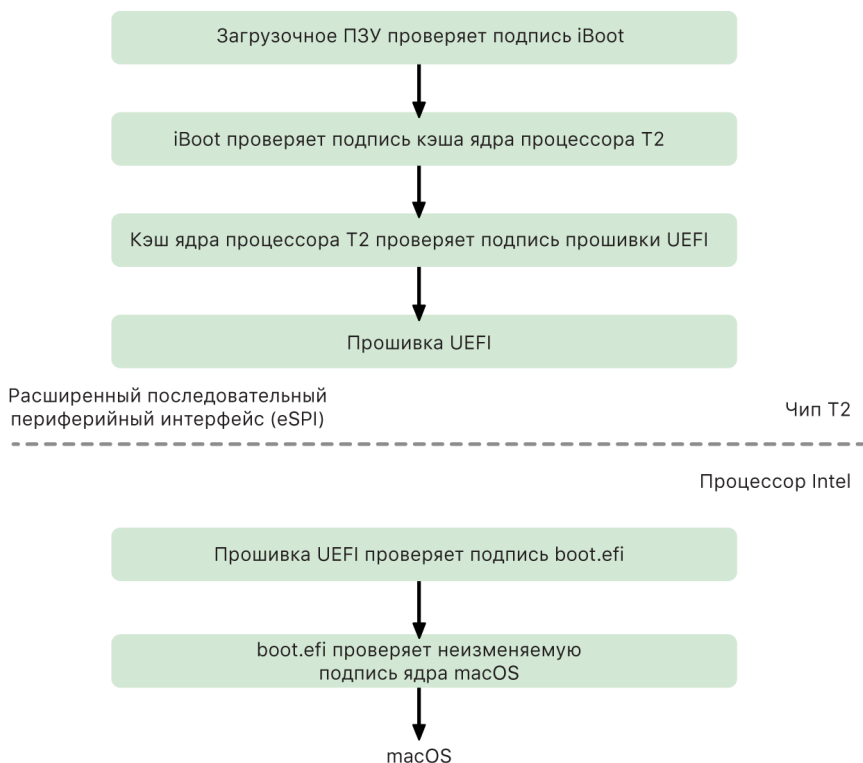 Загрузочное ПЗУ проверяет подпись iBoot
iBoot проверяет подпись кэша ядра процессора T2
Кэш ядра процессора T2 проверяет подпись прошивки UEFI
Прошивка UEFI
Расширенный последовательный
периферийный интерфейс (eSPI)
Чип T2
Процессор Intel
Прошивка UEFI проверяет подпись boot.efi
boot.efi проверяет неизменяемую
подпись ядра macOS
macOS